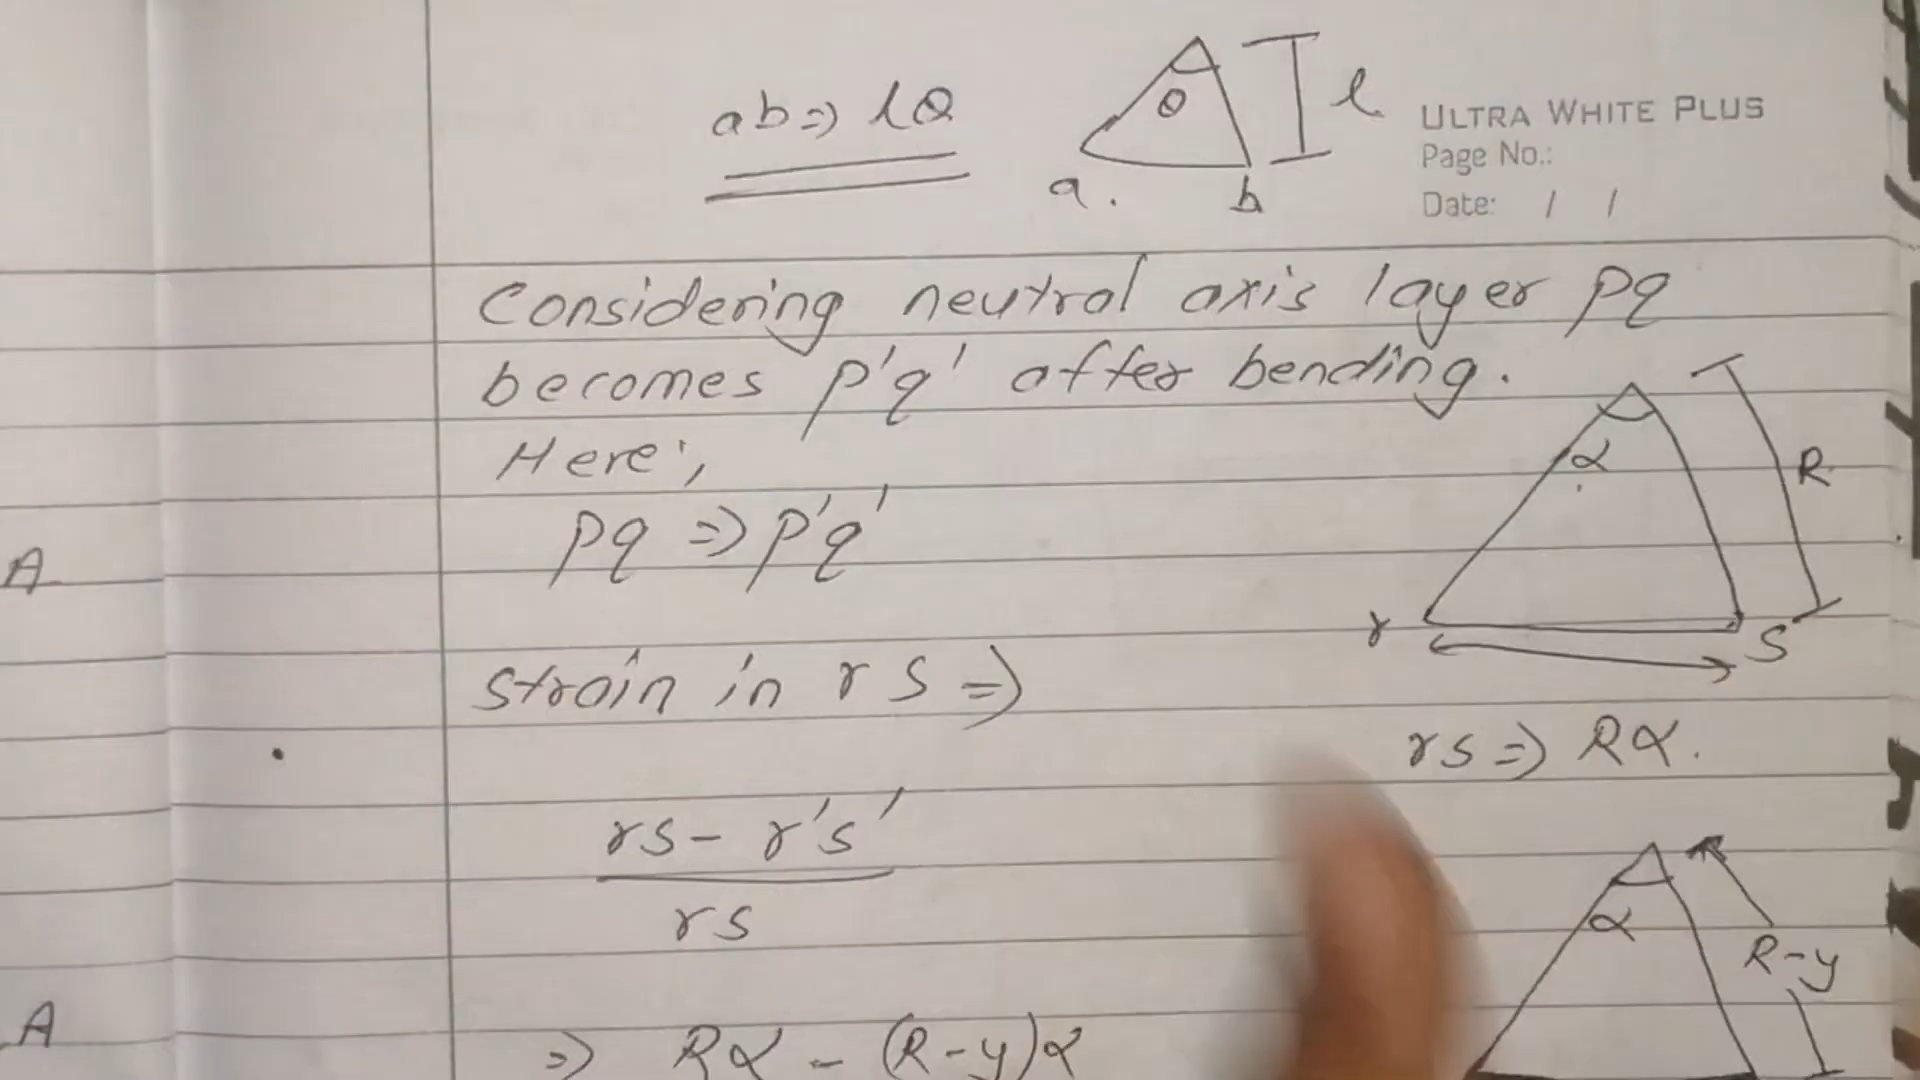 ab => lθ
θ
l
a.
b
ULTRA WHITE PLUS
Page No.:
Date: / /
Considering neutral axis layer pq
becomes p'q' after bending.
Here;
pq => p'q'
α
R
r
S
A
strain in rs =>
rs => Rα.
rs - r's'
rs
α
R-y
A
=> Rα - (R-y)α